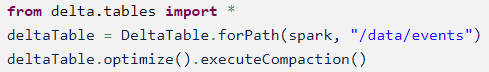 from delta.tables import *
deltaTable = DeltaTable.forPath(spark, "/data/events")
deltaTable.optimize().executeCompaction()